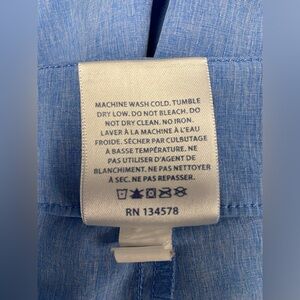 MACHINE WASH COLD. TUMBLE
DRY LOW. DO NOT BLEACH. DO
NOT DRY CLEAN. NO IRON.
LAVER À LA MACHINE À L'EAU
FROIDE. SÉCHER PAR CULBUTAGE
À BASSE TEMPÉRATURE. NE
PAS UTILISER D'AGENT DE
BLANCHIMENT. NE PAS NETTOYER
À SEC. NE PAS REPASSER.
RN 134578